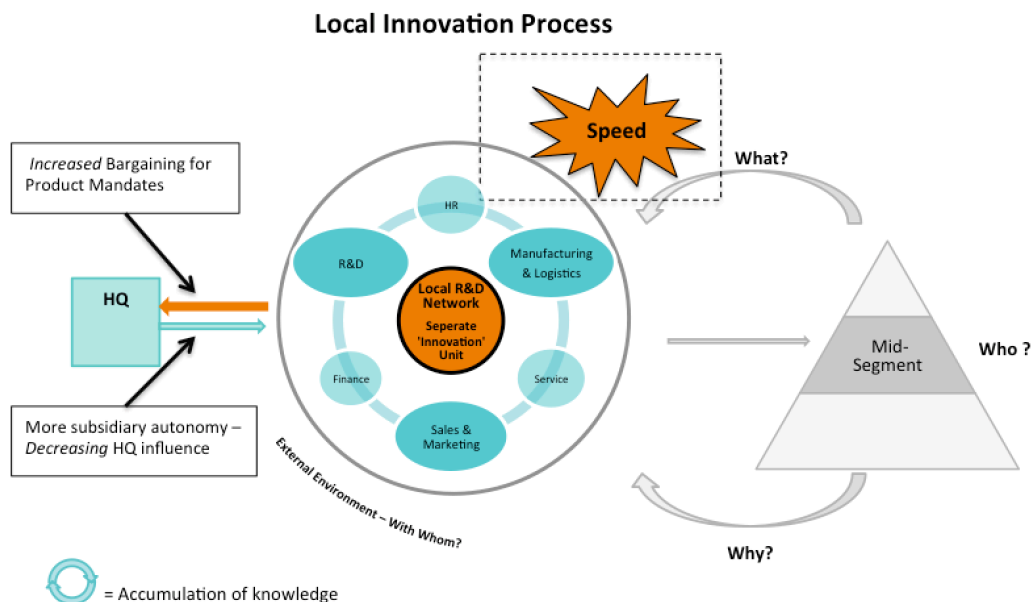 Local Innovation Process
Speed
What?
Increased Bargaining for
Product Mandates
HR
R&D
Manufacturing
& Logistics
HQ
Local R&D
Network
Seperate
'Innovation'
Unit
Mid-
Segment
Who ?
Finance
Service
More subsidiary autonomy –
Decreasing HQ influence
Sales &
Marketing
External Environment – With Whom?
Why?
= Accumulation of knowledge